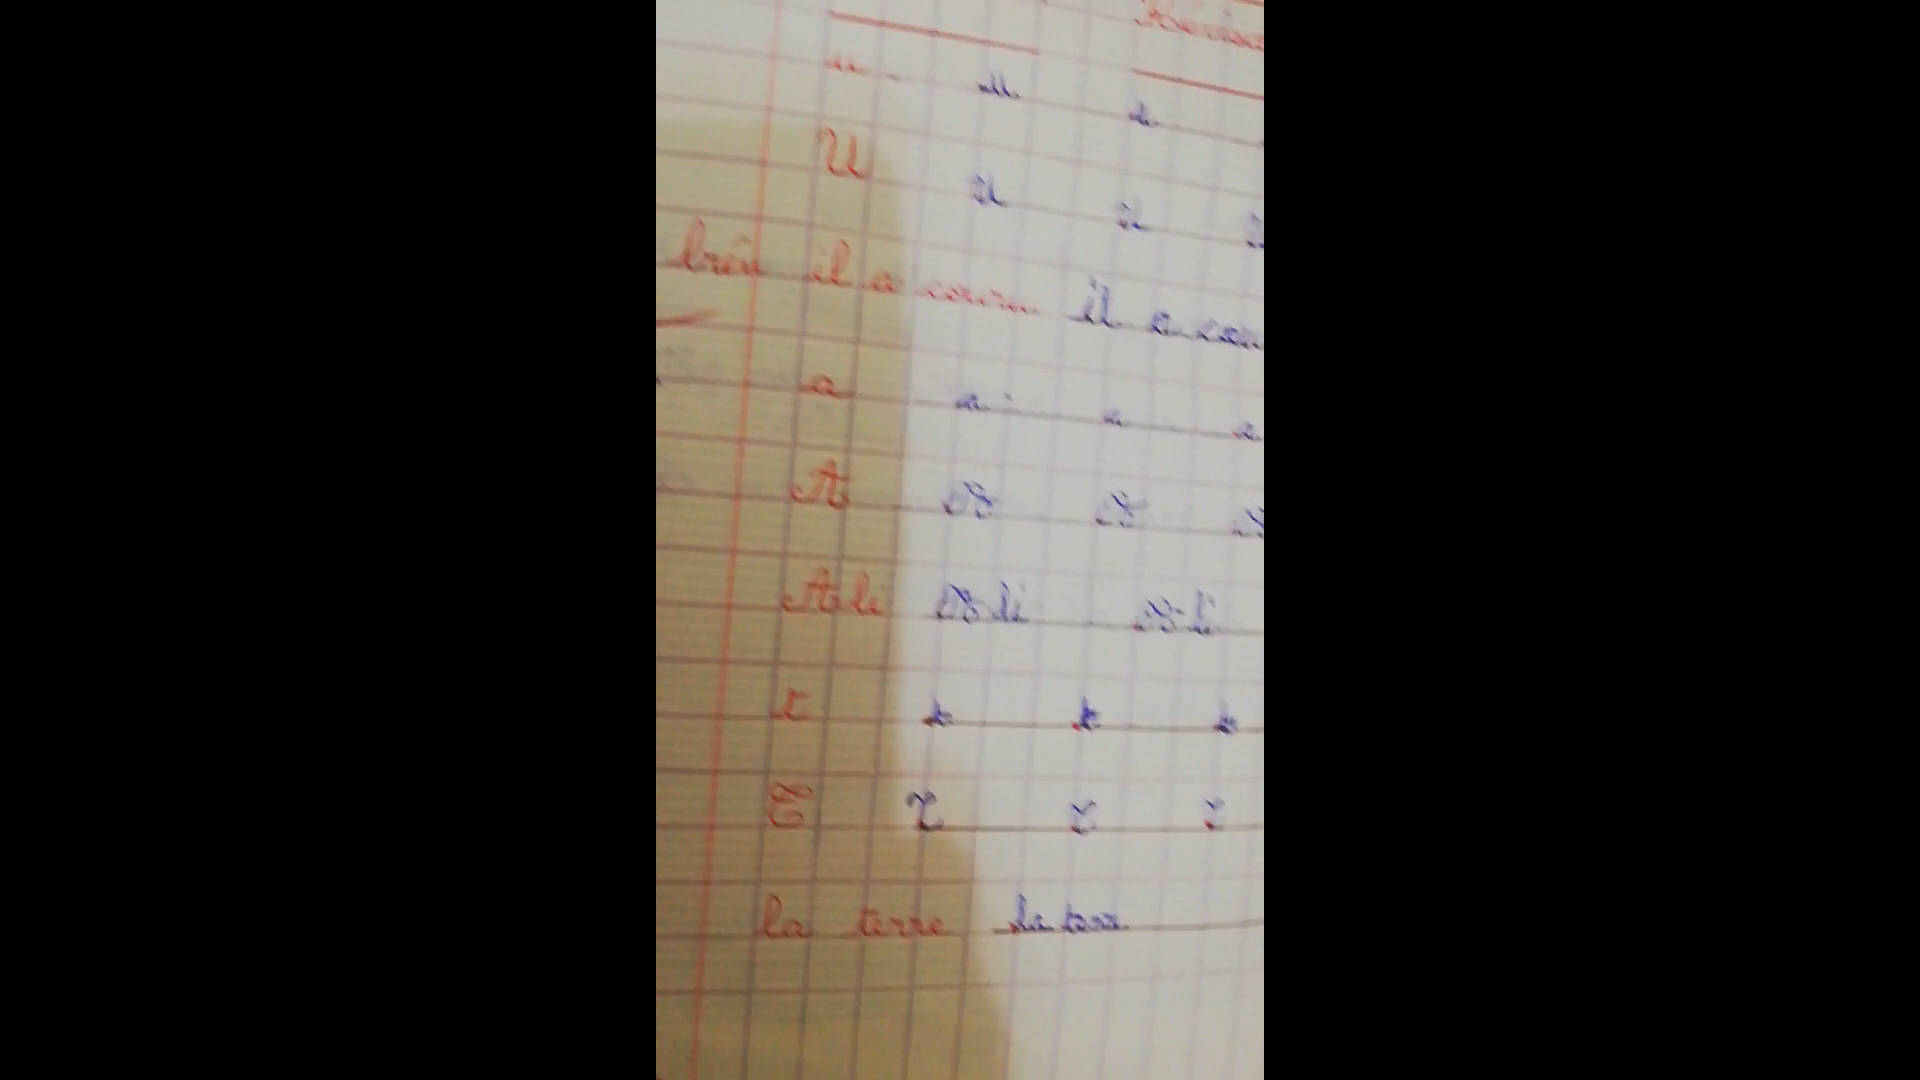 u u u
U U U U
il a couru il a cou
a a a a
A A A A
Ali Ali Ali
t t t t
T T T T
la terre la terre